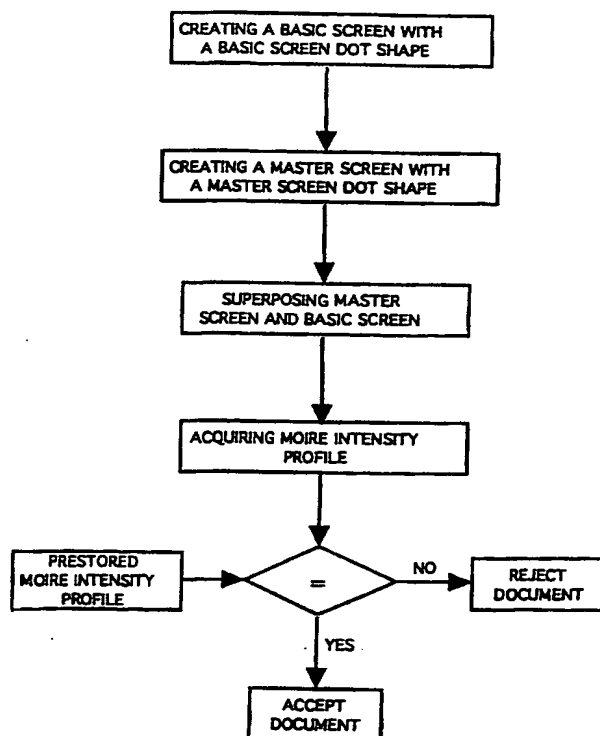 CREATING A BASIC SCREEN WITH
A BASIC SCREEN DOT SHAPE
CREATING A MASTER SCREEN WITH
A MASTER SCREEN DOT SHAPE
SUPERPOSING MASTER
SCREEN AND BASIC SCREEN
ACQUIRING MOIRE INTENSITY
PROFILE
PRESTORED
MOIRE INTENSITY
PROFILE
=
NO
REJECT
DOCUMENT
YES
ACCEPT
DOCUMENT